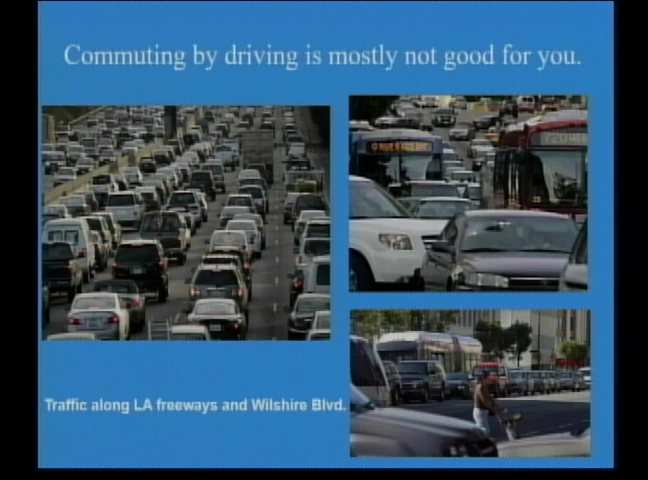 Commuting by driving is mostly not good for you.
Traffic along LA freeways and Wilshire Blvd.